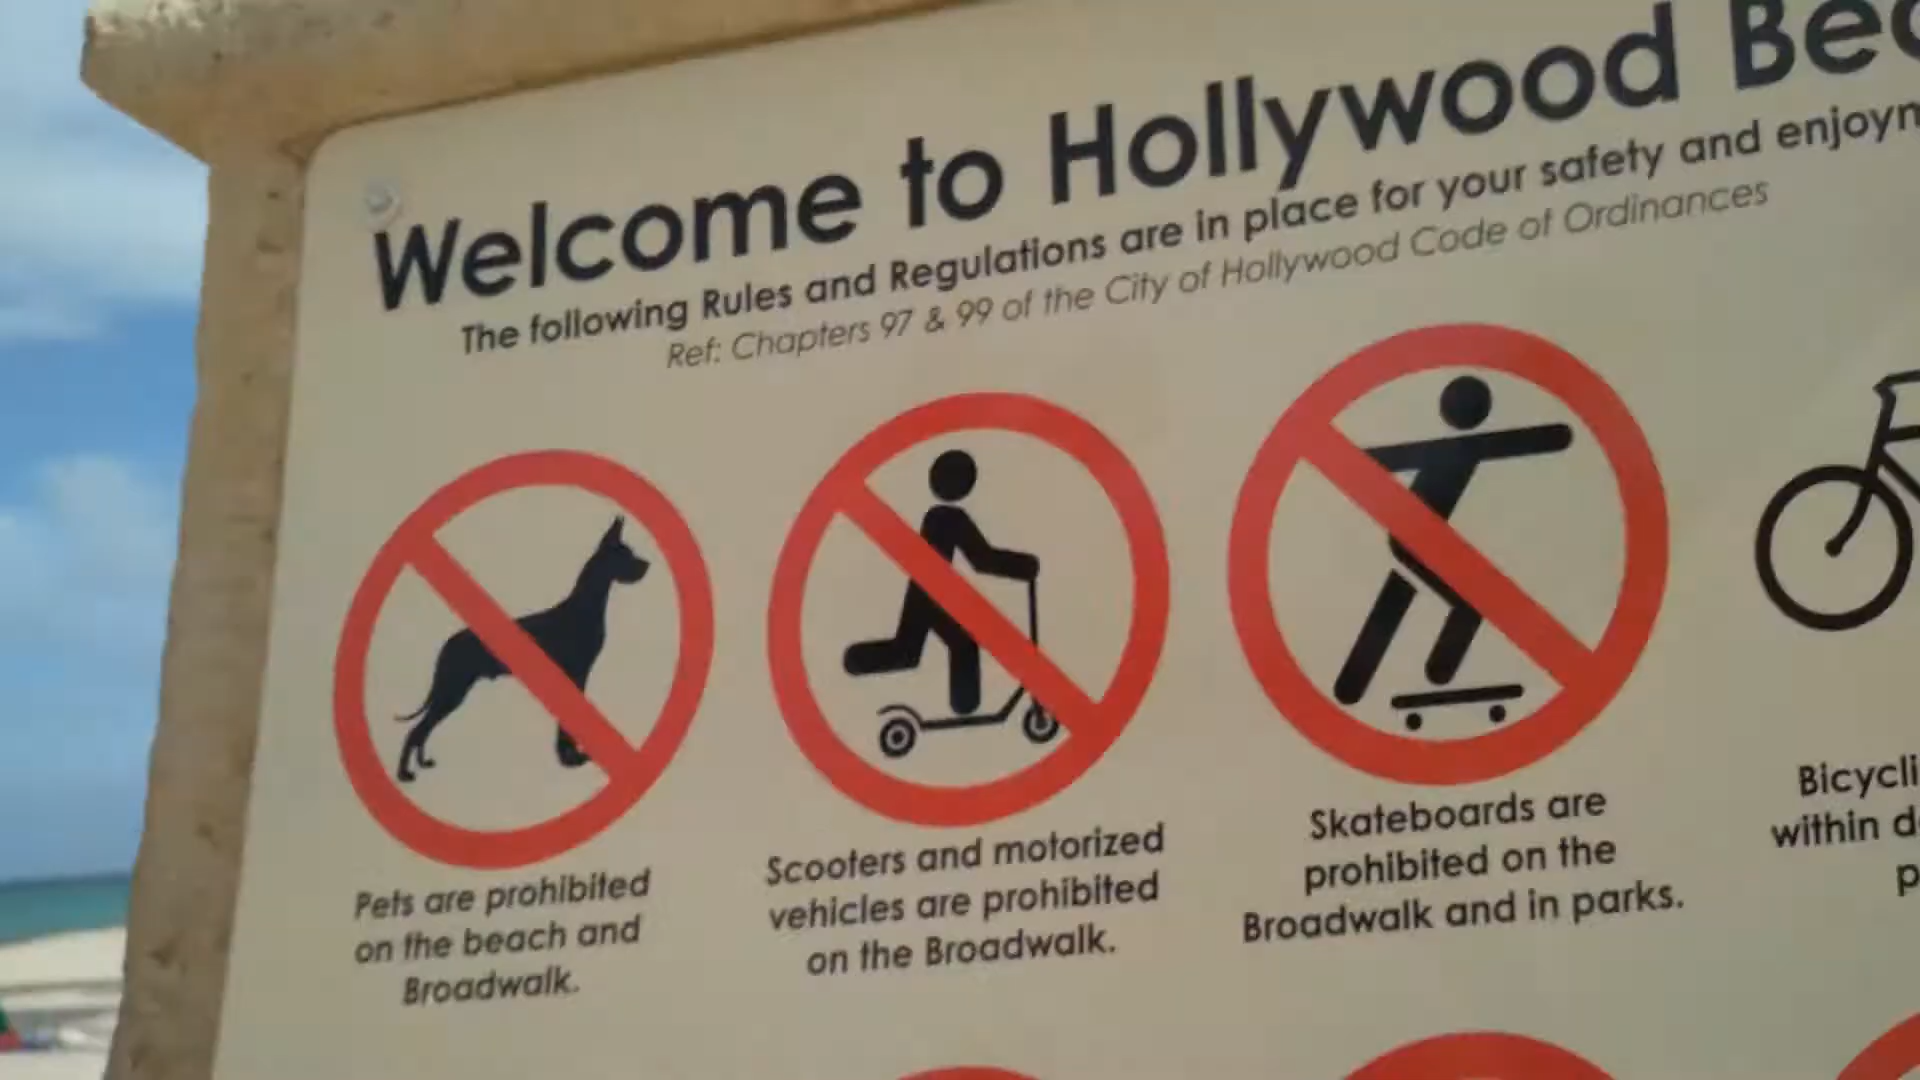 Welcome to Hollywood
The following Rules and Regulations are in place for your safety and
Ref: Chapters 97 & 99 of the City of Hollywood Code of Ordinances
Pets are prohibited
on the beach and
Broadwalk.
Scooters and motorized
vehicles are prohibited
on the Broadwalk.
Skateboards are
prohibited on the
Broadwalk and in parks.
within